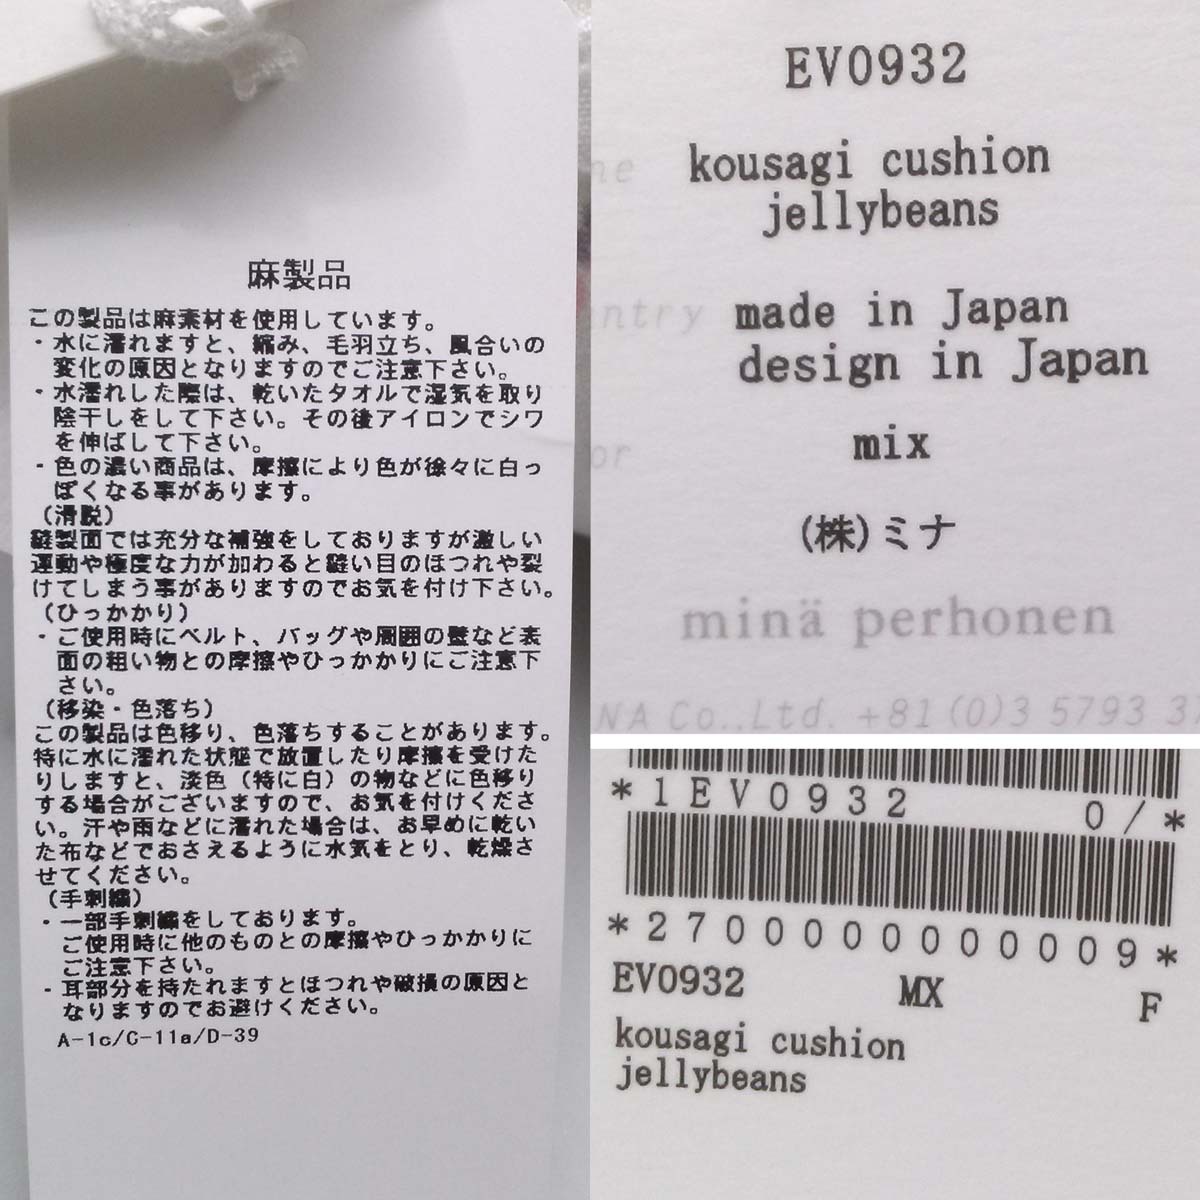 麻製品
この製品は麻素材を使用しています。
・水に濡れますと、縮み、毛羽立ち、風合いの
変化の原因となりますのでご注意下さい。
・水濡れした際は、乾いたタオルで湿気を取り
陰干しをして下さい。その後アイロンでシワ
を伸ばして下さい。
・色の濃い商品は、摩擦により色が徐々に白っ
ぽくなる事があります。
(滑脱)
縫製面では充分な補強をしておりますが激しい
運動や極度な力が加わると縫い目のほつれや裂
けてしまう事がありますのでお気を付け下さい。
(ひっかかり)
・ご使用時にベルト、バッグや周囲の壁など表
面の粗い物との摩擦やひっかかりにご注意下
さい。
(移染・色落ち)
この製品は色移り、色落ちすることがあります。
特に水に濡れた状態で放置したり摩擦を受けた
りしますと、淡色(特に白)の物などに色移り
する場合がございますので、お気を付けくださ
い。汗や雨などに濡れた場合は、お早めに乾い
た布などでおさえるように水気をとり、乾燥さ
せてください。
(手刺繍)
・一部手刺繍をしております。
ご使用時に他のものとの摩擦やひっかかりに
ご注意下さい。
・耳部分を持たれますとほつれや破損の原因と
なりますのでお避けください。
A-1c/C-11a/D-39
EV0932
kousagi cushion
jellybeans
made in Japan
design in Japan
mix
(株)ミナ
minä perhonen
NA Co.,Ltd. +81(0)3 5793 3
*1EV0932 0/*
*2700000000009*
EV0932 MX F
kousagi cushion
jellybeans